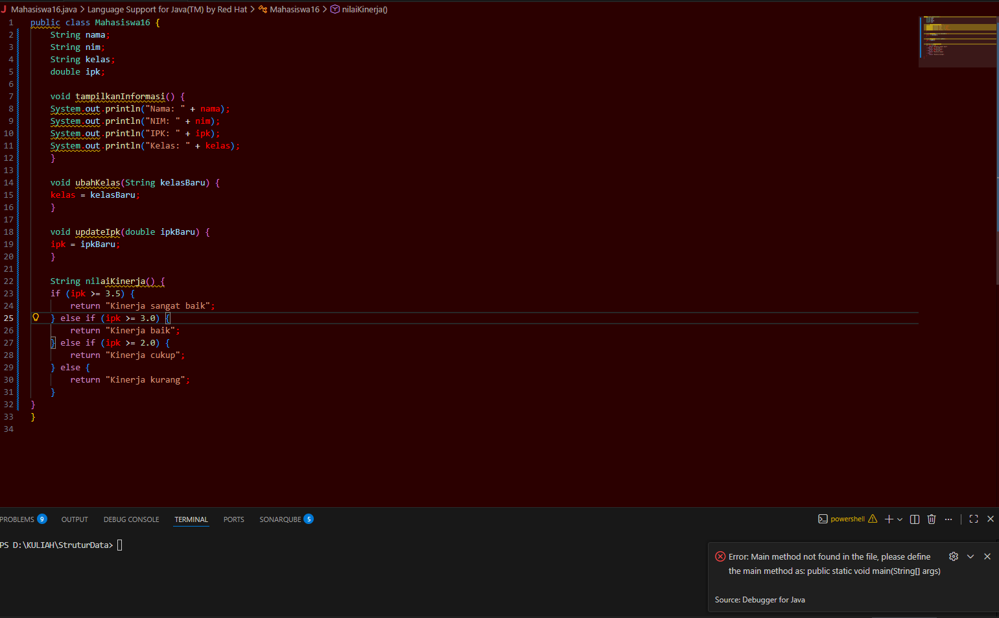 Mahasiswa16.java > Language Support for Java(TM) by Red Hat > Mahasiswa16 > nilaiKinerja()
1 public class Mahasiswa16 {
2 String nama;
3 String nim;
4 String kelas;
5 double ipk;
6
7 void tampilkanInformasi() {
8 System.out.println("Nama: " + nama);
9 System.out.println("NIM: " + nim);
10 System.out.println("IPK: " + ipk);
11 System.out.println("Kelas: " + kelas);
12 }
13
14 void ubahKelas(String kelasBaru) {
15 kelas = kelasBaru;
16 }
17
18 void updateIpk(double ipkBaru) {
19 ipk = ipkBaru;
20 }
21
22 String nilaiKinerja() {
23 if (ipk >= 3.5) {
24 return "Kinerja sangat baik";
25 } else if (ipk >= 3.0) {
26 return "Kinerja baik";
27 } else if (ipk >= 2.0) {
28 return "Kinerja cukup";
29 } else {
30 return "Kinerja kurang";
31 }
32 }
33 }
34
PROBLEMS 9 OUTPUT DEBUG CONSOLE TERMINAL PORTS SONARQUBE 5 powershell
PS D:\KULIAH\StruturData>
Error: Main method not found in the file, please define
the main method as: public static void main(String[] args)
Source: Debugger for Java